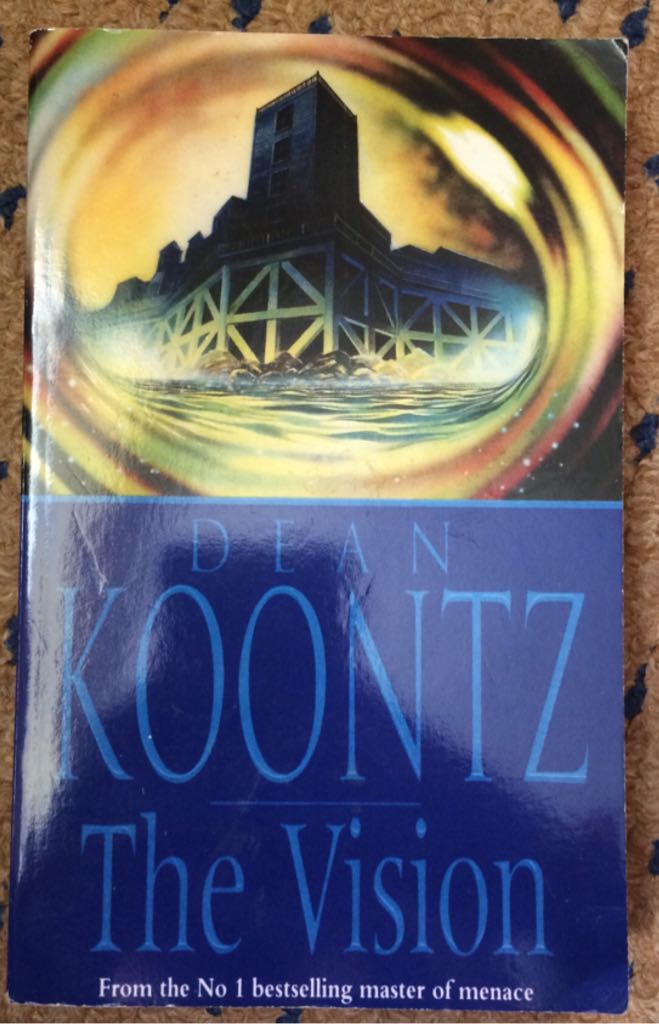 DEAN
KOONTZ
The Vision
From the No 1 bestselling master of menace